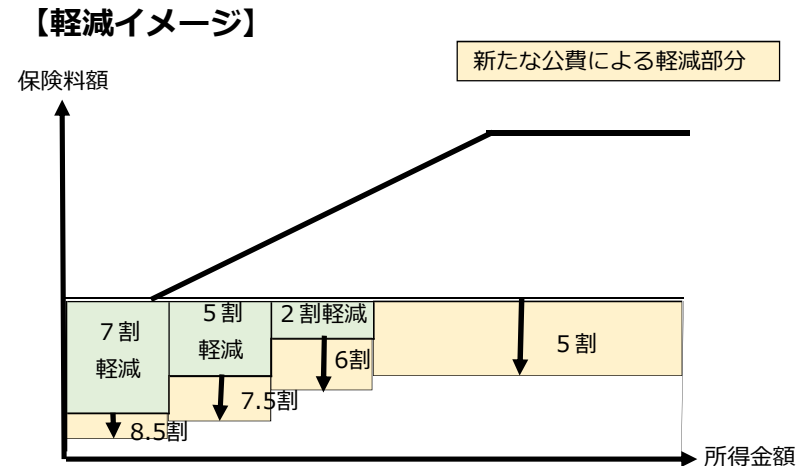 【軽減イメージ】
新たな公費による軽減部分
保険料額
7割
軽減
5割
軽減
2割軽減
6割
5割
7.5割
8.5割
所得金額